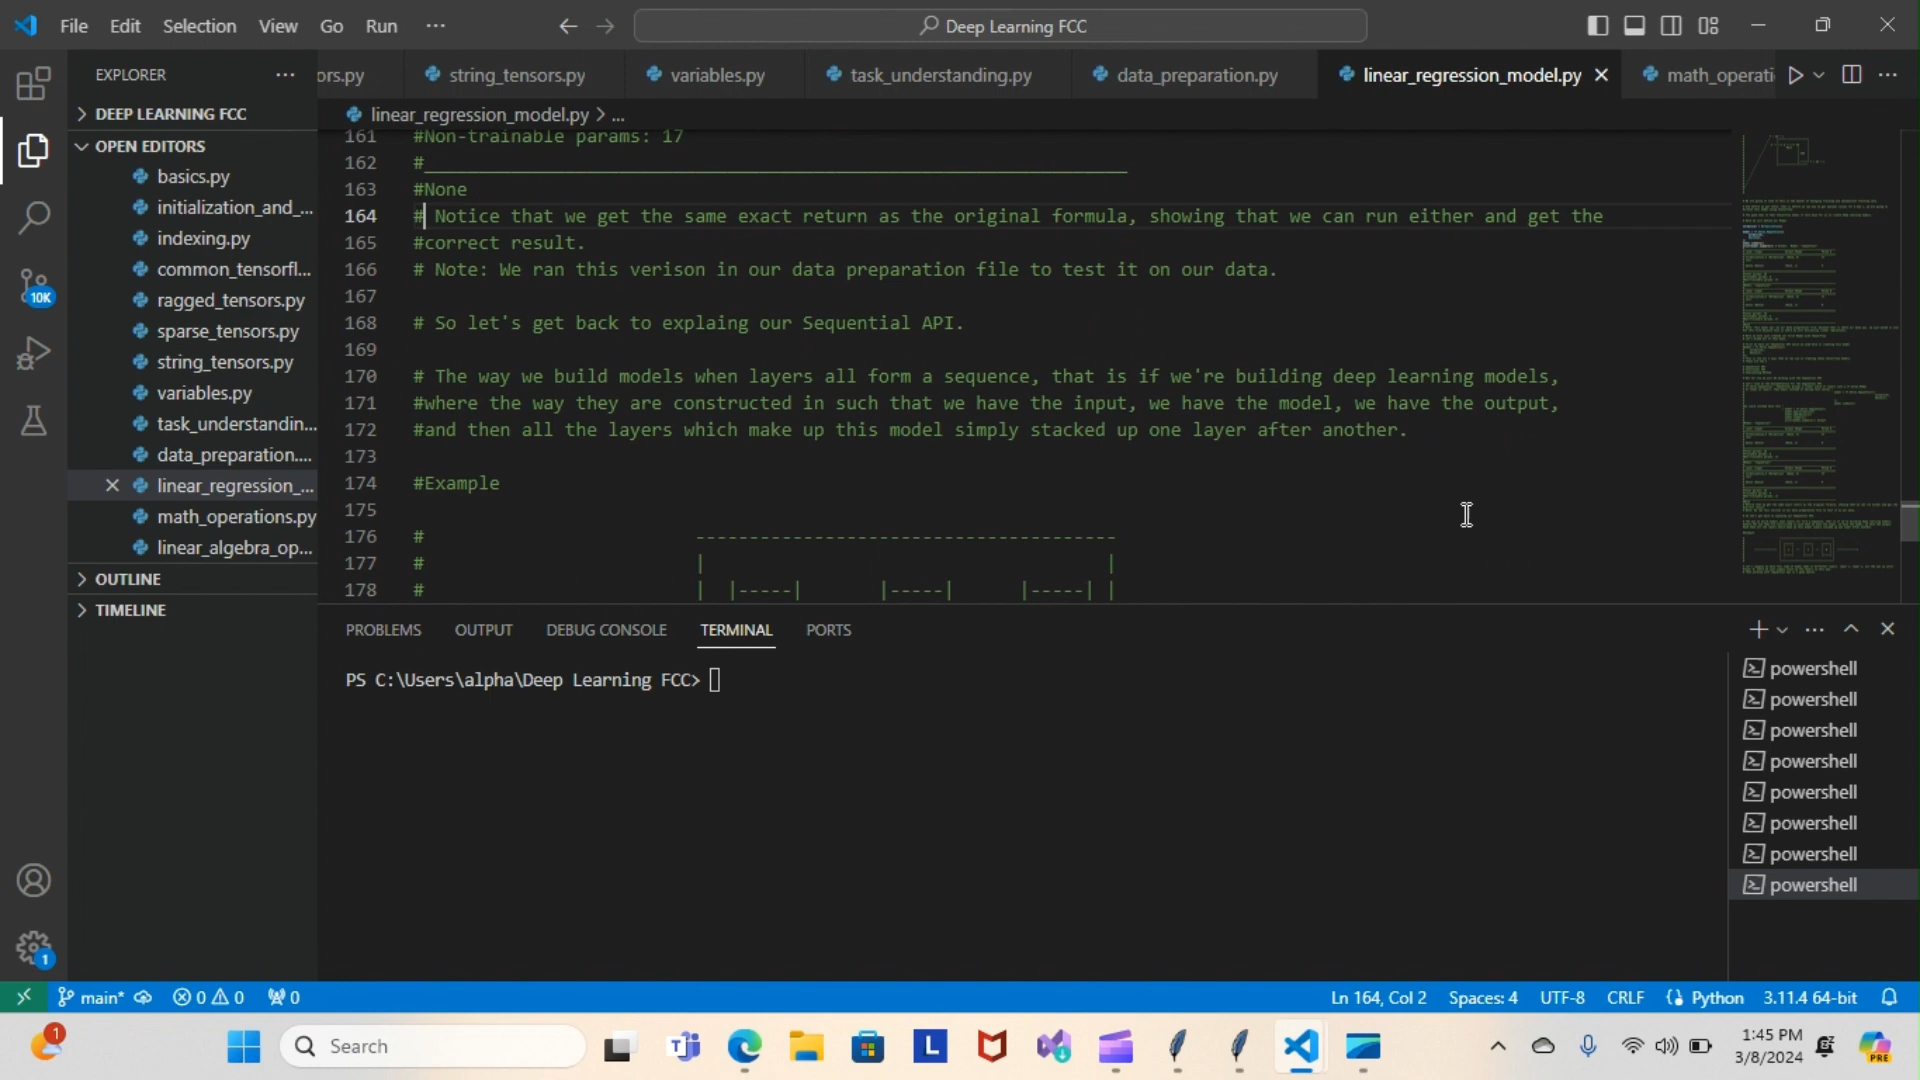 File Edit Selection View Go Run ···
Deep Learning FCC
EXPLORER ···
ors.py string_tensors.py variables.py task_understanding.py data_preparation.py linear_regression_model.py math_operati
DEEP LEARNING FCC
linear_regression_model.py > ...
OPEN EDITORS
basics.py
initialization_and_...
indexing.py
common_tensorfl...
ragged_tensors.py
sparse_tensors.py
string_tensors.py
variables.py
task_understandin...
data_preparation....
linear_regression_...
math_operations.py
linear_algebra_op...
OUTLINE
TIMELINE
10K
1
161 #Non-trainable params: 17
162 #_________________________________________________________________
163 #None
164 # Notice that we get the same exact return as the original formula, showing that we can run either and get the
165 #correct result.
166 # Note: We ran this verison in our data preparation file to test it on our data.
167
168 # So let's get back to explaing our Sequential API.
169
170 # The way we build models when layers all form a sequence, that is if we're building deep learning models,
171 #where the way they are constructed in such that we have the input, we have the model, we have the output,
172 #and then all the layers which make up this model simply stacked up one layer after another.
173
174 #Example
175
176 # ---------------------------------------
177 # | |
178 # | |-----| |-----| |-----| |
PROBLEMS OUTPUT DEBUG CONSOLE TERMINAL PORTS
PS C:\Users\alpha\Deep Learning FCC>
powershell
powershell
powershell
powershell
powershell
powershell
powershell
powershell
main* 0 0 0
Ln 164, Col 2 Spaces: 4 UTF-8 CRLF Python 3.11.4 64-bit
1
Search
L
1:45 PM
3/8/2024
PRE